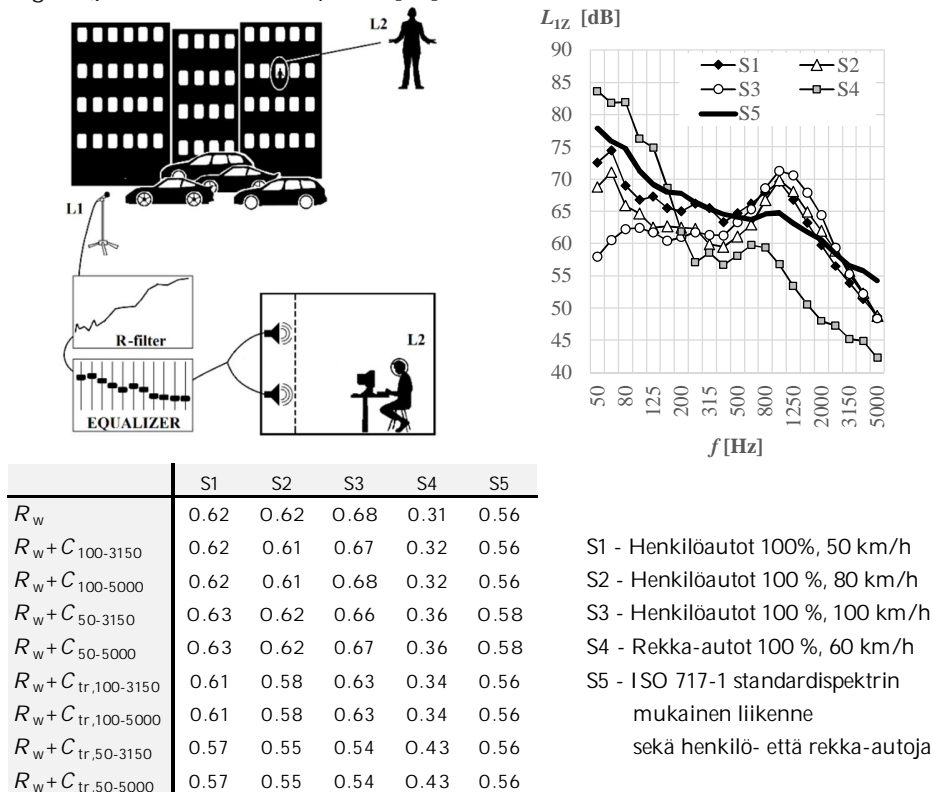 L2
L1
R-filter
EQUALIZER
L2
L1Z [dB]
90
85
80
75
70
65
60
55
50
45
40
S1 S2
S3 S4
S5
50 80 125 200 315 500 800 1250 2000 3150 5000
f [Hz]
S1 S2 S3 S4 S5
Rw 0.62 0.62 0.68 0.31 0.56
Rw+C100-3150 0.62 0.61 0.67 0.32 0.56
Rw+C100-5000 0.62 0.61 0.68 0.32 0.56
Rw+C50-3150 0.63 0.62 0.66 0.36 0.58
Rw+C50-5000 0.63 0.62 0.67 0.36 0.58
Rw+Ctr,100-3150 0.61 0.58 0.63 0.34 0.56
Rw+Ctr,100-5000 0.61 0.58 0.63 0.34 0.56
Rw+Ctr,50-3150 0.57 0.55 0.54 0.43 0.56
Rw+Ctr,50-5000 0.57 0.55 0.54 0.43 0.56
S1 - Henkilöautot 100%, 50 km/h
S2 - Henkilöautot 100 %, 80 km/h
S3 - Henkilöautot 100 %, 100 km/h
S4 - Rekka-autot 100 %, 60 km/h
S5 - ISO 717-1 standardispektrin
mukainen liikenne
sekä henkilö- että rekka-autoja